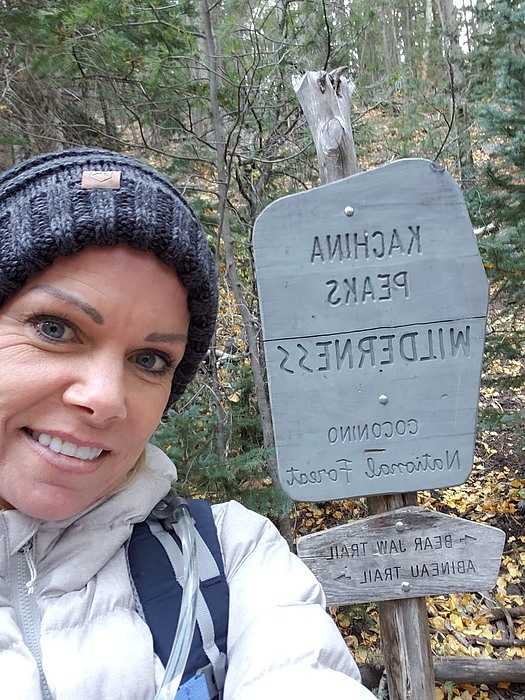 KACHINA
PEAKS
WILDERNESS
COCONINO
National Forest
← BEAR JAW TRAIL
ABINEAU TRAIL →